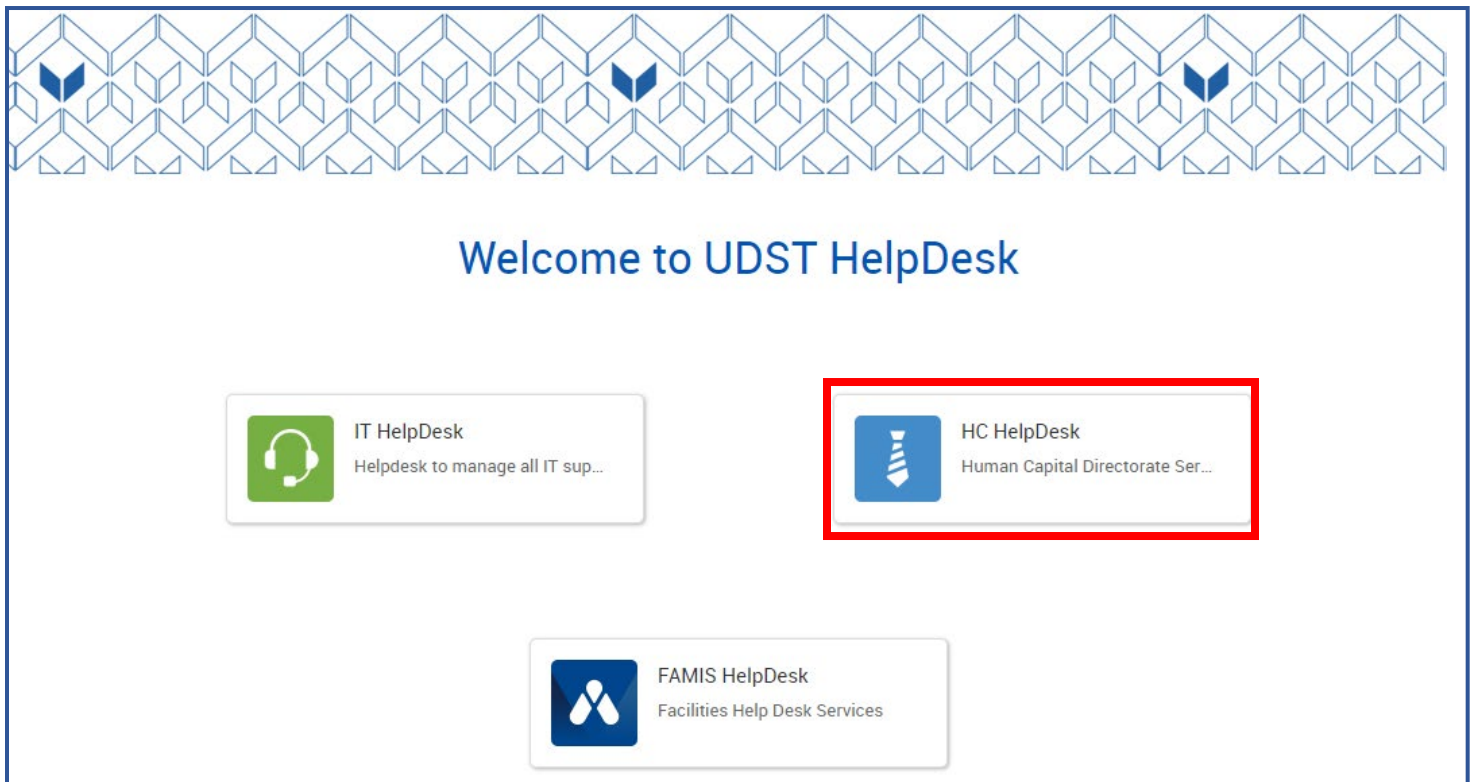 Welcome to UDST HelpDesk
IT HelpDesk
Helpdesk to manage all IT sup...
HC HelpDesk
Human Capital Directorate Ser...
FAMIS HelpDesk
Facilities Help Desk Services